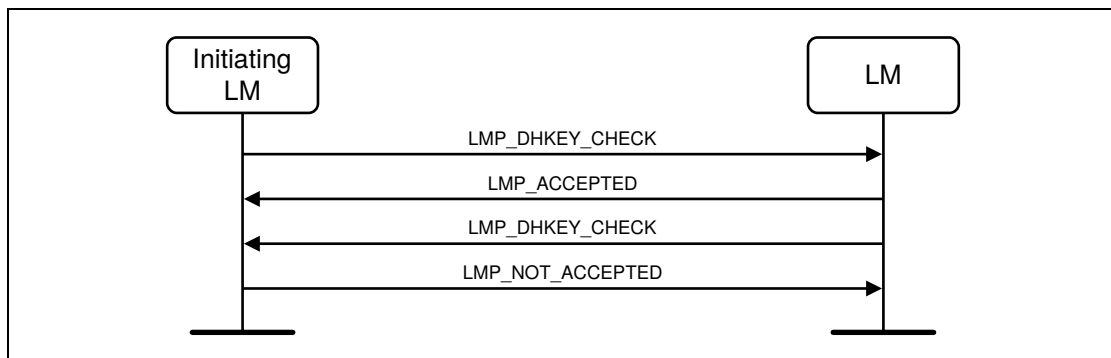 Initiating
LM
LM
LMP_DHKEY_CHECK
LMP_ACCEPTED
LMP_DHKEY_CHECK
LMP_NOT_ACCEPTED